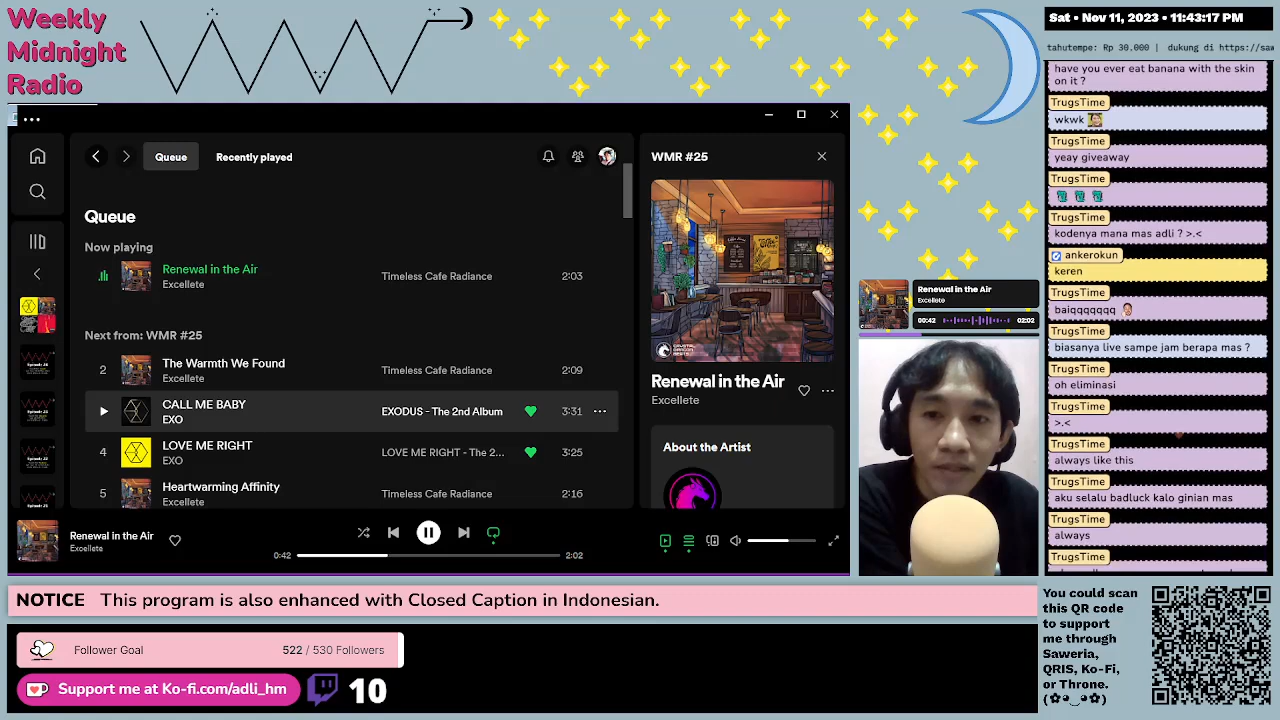 Weekly
Midnight
Radio
Sat • Nov 11, 2023 • 11:43:17 PM
tahutempe: Rp 30.000 | dukung di https://saw
Queue
Recently played
WMR #25
Queue
Now playing
Renewal in the Air
Excellete
Timeless Cafe Radiance
2:03
Next from: WMR #25
2
The Warmth We Found
Excellete
Timeless Cafe Radiance
2:09
CALL ME BABY
EXO
EXODUS - The 2nd Album
3:31
4
LOVE ME RIGHT
EXO
LOVE ME RIGHT - The 2...
3:25
5
Heartwarming Affinity
Excellete
Timeless Cafe Radiance
2:16
Renewal in the Air
Excellete
About the Artist
Renewal in the Air
Excellete
0:42
2:02
Renewal in the Air
Excellete
00:42
02:02
have you ever eat banana with the skin
on it ?
TrugsTime
wkwk
TrugsTime
yeay giveaway
TrugsTime
TrugsTime
kodenya mana mas adli ? >.<
ankerokun
keren
TrugsTime
baiqqqqqqq
TrugsTime
biasanya live sampe jam berapa mas ?
TrugsTime
oh eliminasi
TrugsTime
>.<
TrugsTime
always like this
TrugsTime
aku selalu badluck kalo ginian mas
TrugsTime
always
TrugsTime
NOTICE This program is also enhanced with Closed Caption in Indonesian.
Follower Goal
522 / 530 Followers
Support me at Ko-fi.com/adli_hm
10
You could scan
this QR code
to support
me through
Saweria,
QRIS, Ko-Fi,
or Throne.
(✿◕‿◕✿)